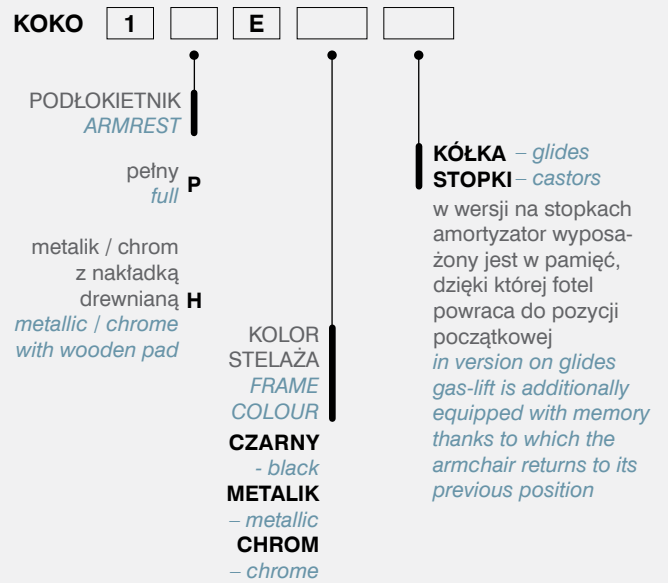 KOKO 1 E
PODŁOKIETNIK
ARMREST
pełny
full
P
metalik / chrom
z nakładką
drewnianą H
metallic / chrome
with wooden pad
KOLOR
STELAŻA
FRAME
COLOUR
CZARNY
- black
METALIK
– metallic
CHROM
– chrome
KÓŁKA – glides
STOPKI – castors
w wersji na stopkach
amortyzator wyposa-
żony jest w pamięć,
dzięki której fotel
powraca do pozycji
początkowej
in version on glides
gas-lift is additionally
equipped with memory
thanks to which the
armchair returns to its
previous position